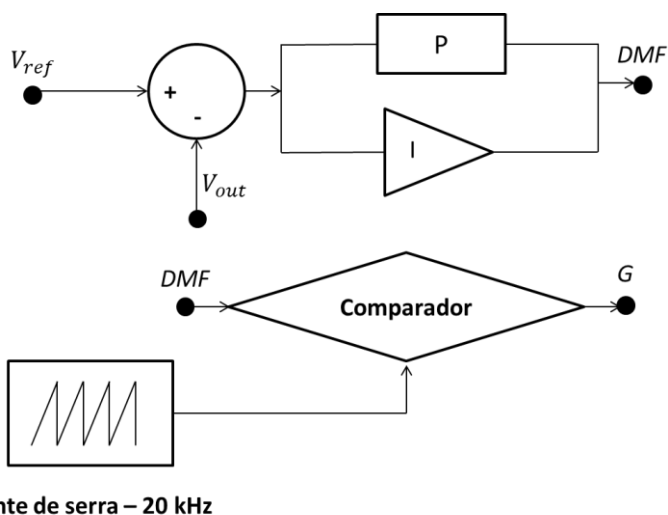 V_ref
P
DMF
+
-
I
V_out
DMF
Comparador
G
nte de serra – 20 kHz